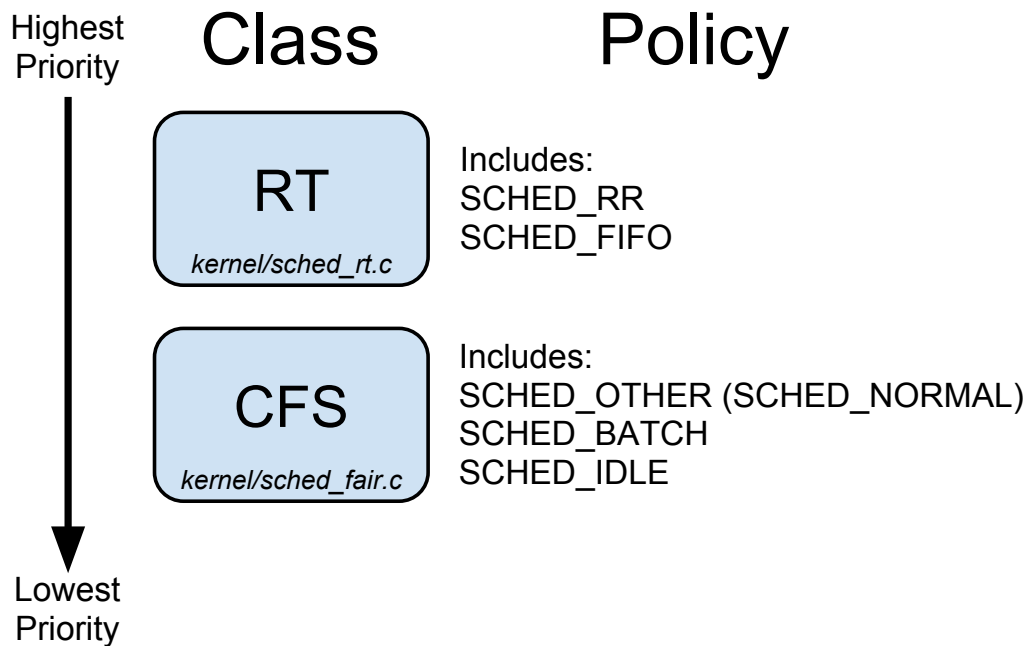 Highest
Priority
Class
Policy
RT
kernel/sched_rt.c
Includes:
SCHED_RR
SCHED_FIFO
CFS
kernel/sched_fair.c
Includes:
SCHED_OTHER (SCHED_NORMAL)
SCHED_BATCH
SCHED_IDLE
Lowest
Priority